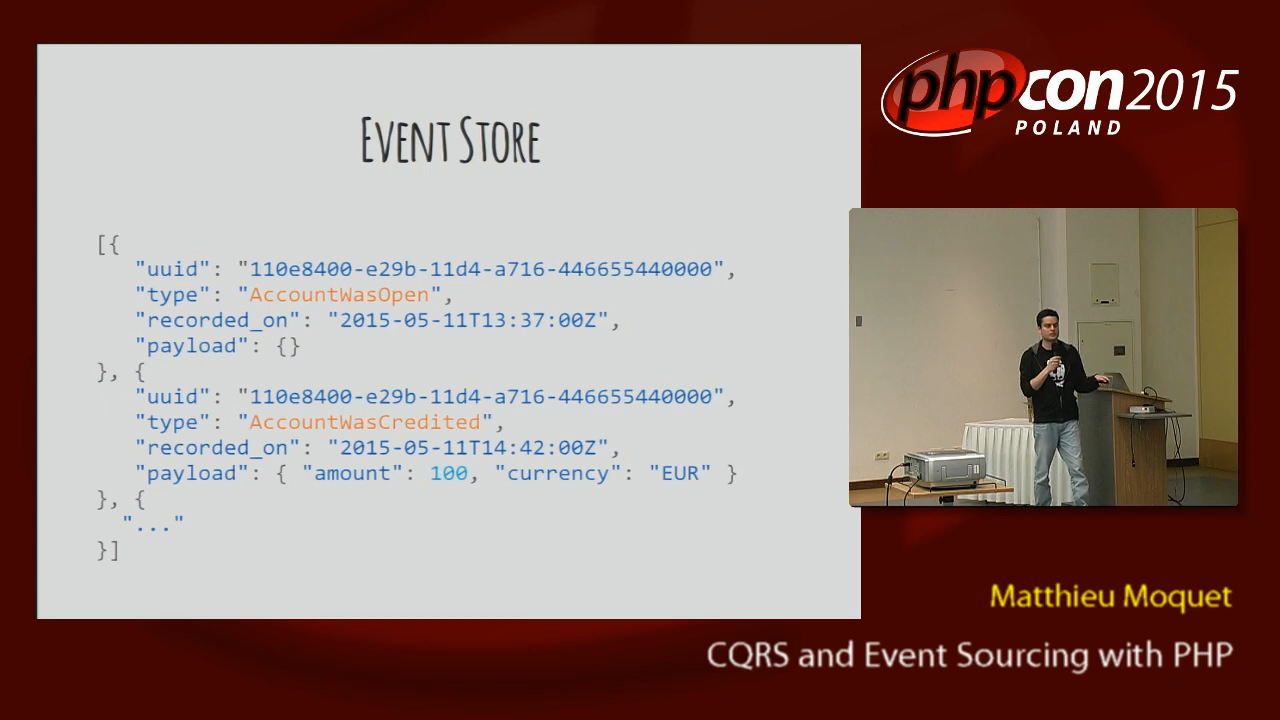 EVENT STORE
[{
"uuid": "110e8400-e29b-11d4-a716-446655440000",
"type": "AccountWasOpen",
"recorded_on": "2015-05-11T13:37:00Z",
"payload": {}
}, {
"uuid": "110e8400-e29b-11d4-a716-446655440000",
"type": "AccountWasCredited",
"recorded_on": "2015-05-11T14:42:00Z",
"payload": { "amount": 100, "currency": "EUR" }
}, {
"..."
}]
phpcon2015
POLAND
Matthieu Moquet
CQRS and Event Sourcing with PHP